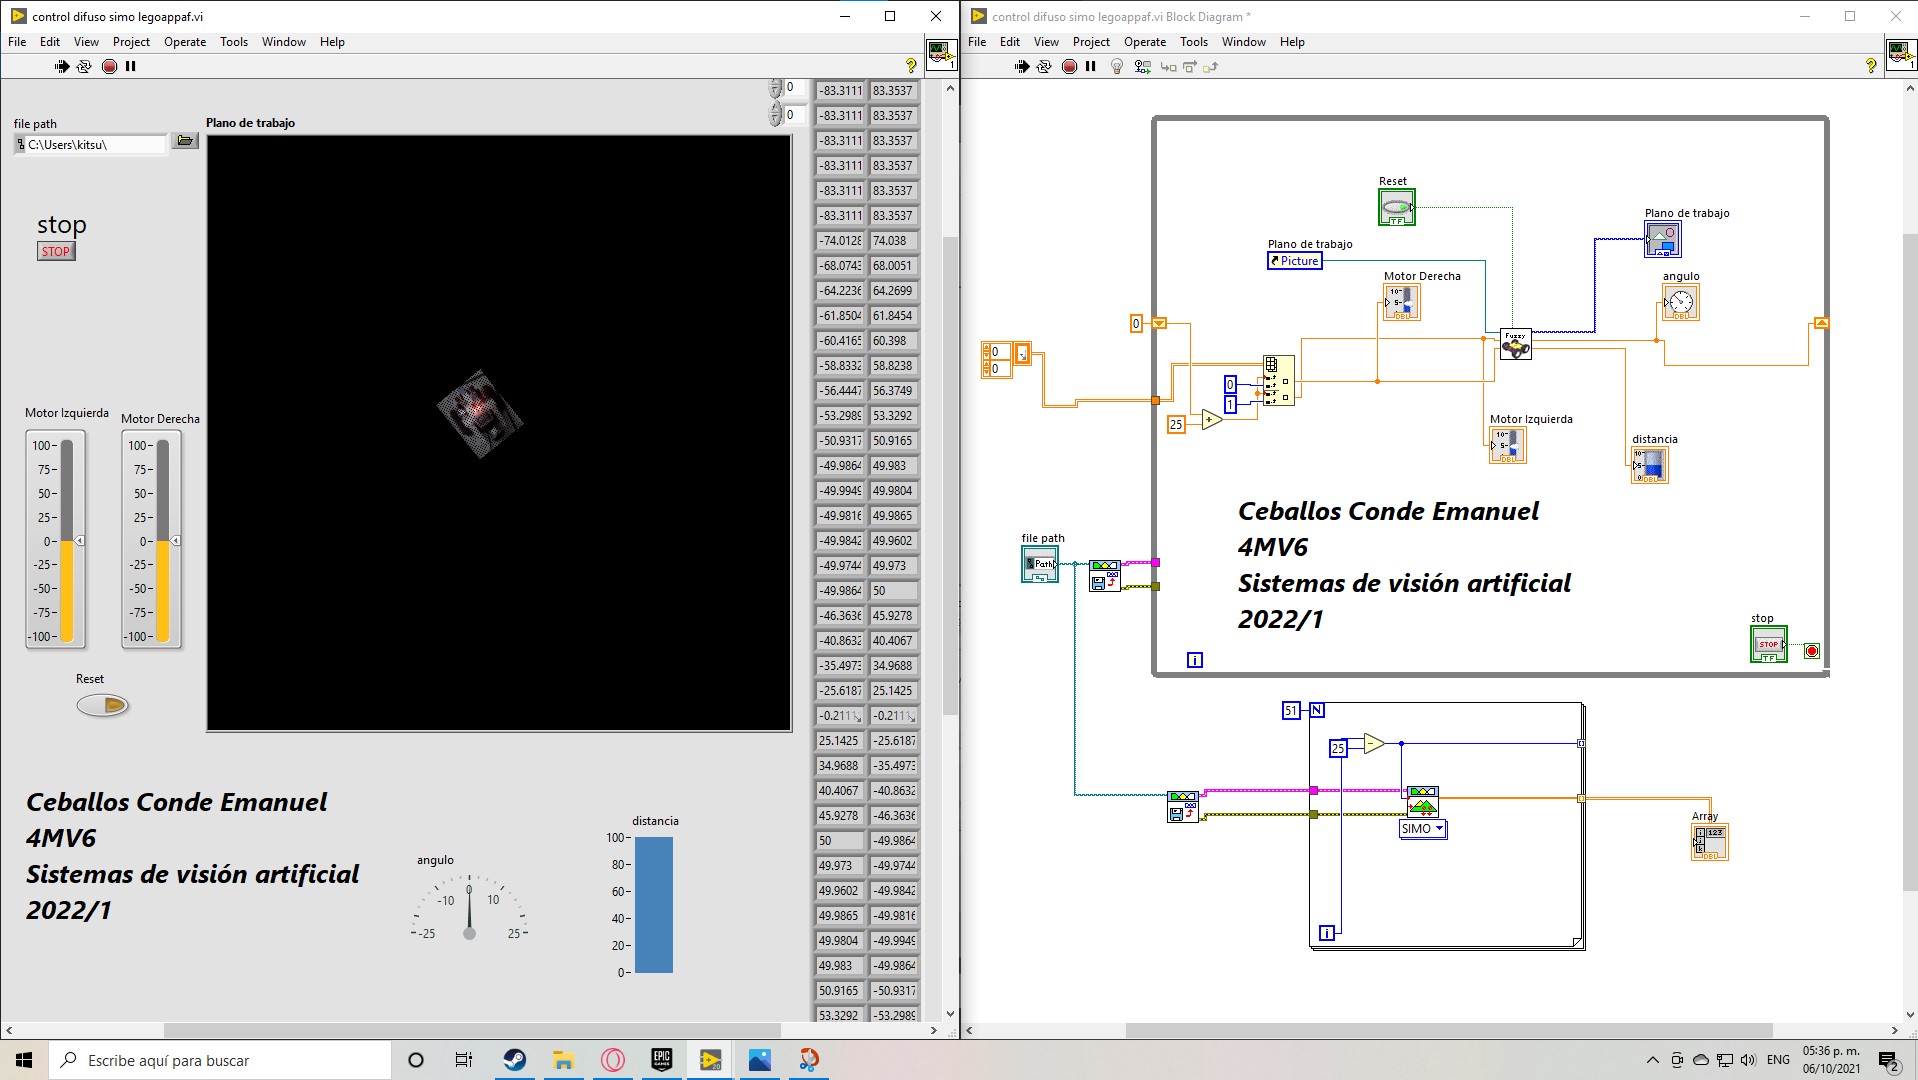 control difuso simo legoappaf.vi
File Edit View Project Operate Tools Window Help
file path
C:\Users\kitsu\
Plano de trabajo
stop
STOP
Motor Izquierda
100
75
50
25
0
-25
-50
-75
-100
Motor Derecha
100
75
50
25
0
-25
-50
-75
-100
Reset
Ceballos Conde Emanuel
4MV6
Sistemas de visión artificial
2022/1
angulo
-25 -10 0 10 25
distancia
100
80
60
40
20
0
0
0
-83.3111 83.3537
-83.3111 83.3537
-83.3111 83.3537
-83.3111 83.3537
-83.3111 83.3537
-83.3111 83.3537
-74.0128 74.038
-68.0743 68.0051
-64.2236 64.2699
-61.8504 61.8454
-60.4165 60.398
-58.8332 58.8238
-56.4447 56.3749
-53.2989 53.3292
-50.9317 50.9165
-49.9864 49.983
-49.9949 49.9804
-49.9816 49.9865
-49.9842 49.9602
-49.9744 49.973
-49.9864 50
-46.3636 45.9278
-40.8632 40.4067
-35.4973 34.9688
-25.6187 25.1425
-0.211 -0.211
25.1425 -25.6187
34.9688 -35.4973
40.4067 -40.8632
45.9278 -46.3636
50 -49.9864
49.973 -49.9744
49.9602 -49.9842
49.9865 -49.9816
49.9804 -49.9949
49.983 -49.9864
50.9165 -50.9317
53.3292 -53.2989
control difuso simo legoappaf.vi Block Diagram *
File Edit View Project Operate Tools Window Help
Reset
TF
Plano de trabajo
Plano de trabajo
Picture
Motor Derecha
DBL
angulo
DBL
0
0
0
Fuzzy
0
1
25
Motor Izquierda
DBL
distancia
DBL
Ceballos Conde Emanuel
4MV6
Sistemas de visión artificial
2022/1
file path
Path
stop
STOP
TF
i
51 N
25
SIMO
Array
123
DBL
i
Escribe aquí para buscar
EPIC GAMES
ENG
05:36 p. m.
06/10/2021
2